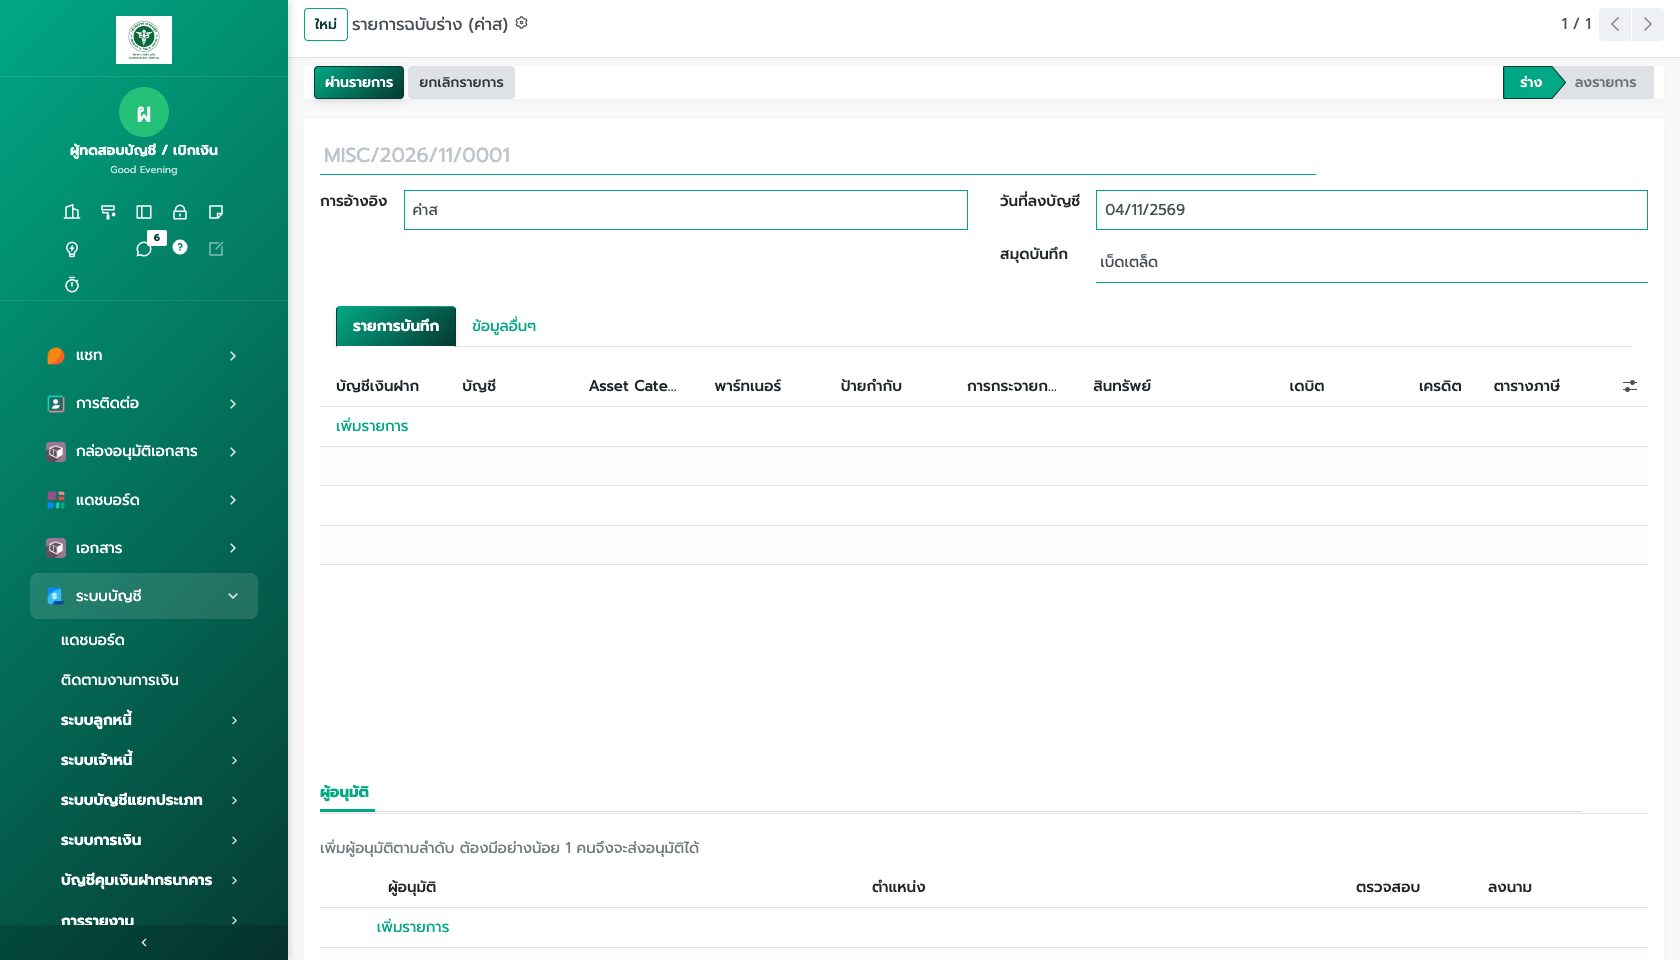 ใหม่ รายการฉบับร่าง (ค่าส) 1 / 1
ผ่านรายการ ยกเลิกรายการ ร่าง ลงรายการ
ผ
ผู้ทดสอบบัญชี / เบิกเงิน
Good Evening
6
แชท
การติดต่อ
กล่องอนุมัติเอกสาร
แดชบอร์ด
เอกสาร
ระบบบัญชี
แดชบอร์ด
ติดตามงานการเงิน
ระบบลูกหนี้
ระบบเจ้าหนี้
ระบบบัญชีแยกประเภท
ระบบการเงิน
บัญชีคุมเงินฝากธนาคาร
การรายงาน
MISC/2026/11/0001
การอ้างอิง ค่าส วันที่ลงบัญชี 04/11/2569
สมุดบันทึก เบ็ดเตล็ด
รายการบันทึก ข้อมูลอื่นๆ
บัญชีเงินฝาก บัญชี Asset Cate... พาร์ทเนอร์ ป้ายกำกับ การกระจายก... สินทรัพย์ เดบิต เครดิต ตารางภาษี
เพิ่มรายการ
ผู้อนุมัติ
เพิ่มผู้อนุมัติตามลำดับ ต้องมีอย่างน้อย 1 คนจึงจะส่งอนุมัติได้
ผู้อนุมัติ ตำแหน่ง ตรวจสอบ ลงนาม
เพิ่มรายการ